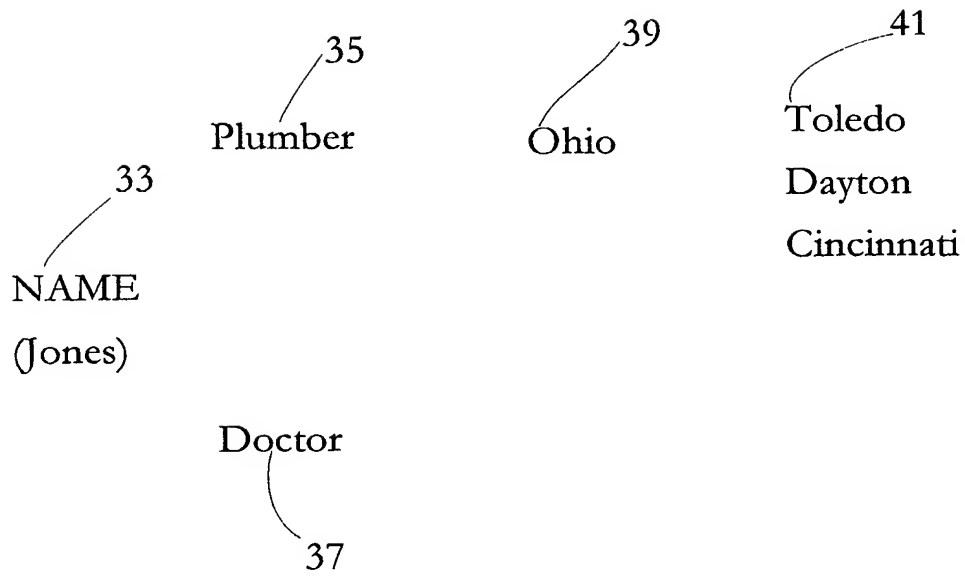 35
39
41
Plumber
Ohio
Toledo
Dayton
Cincinnati
33
NAME
(Jones)
Doctor
37